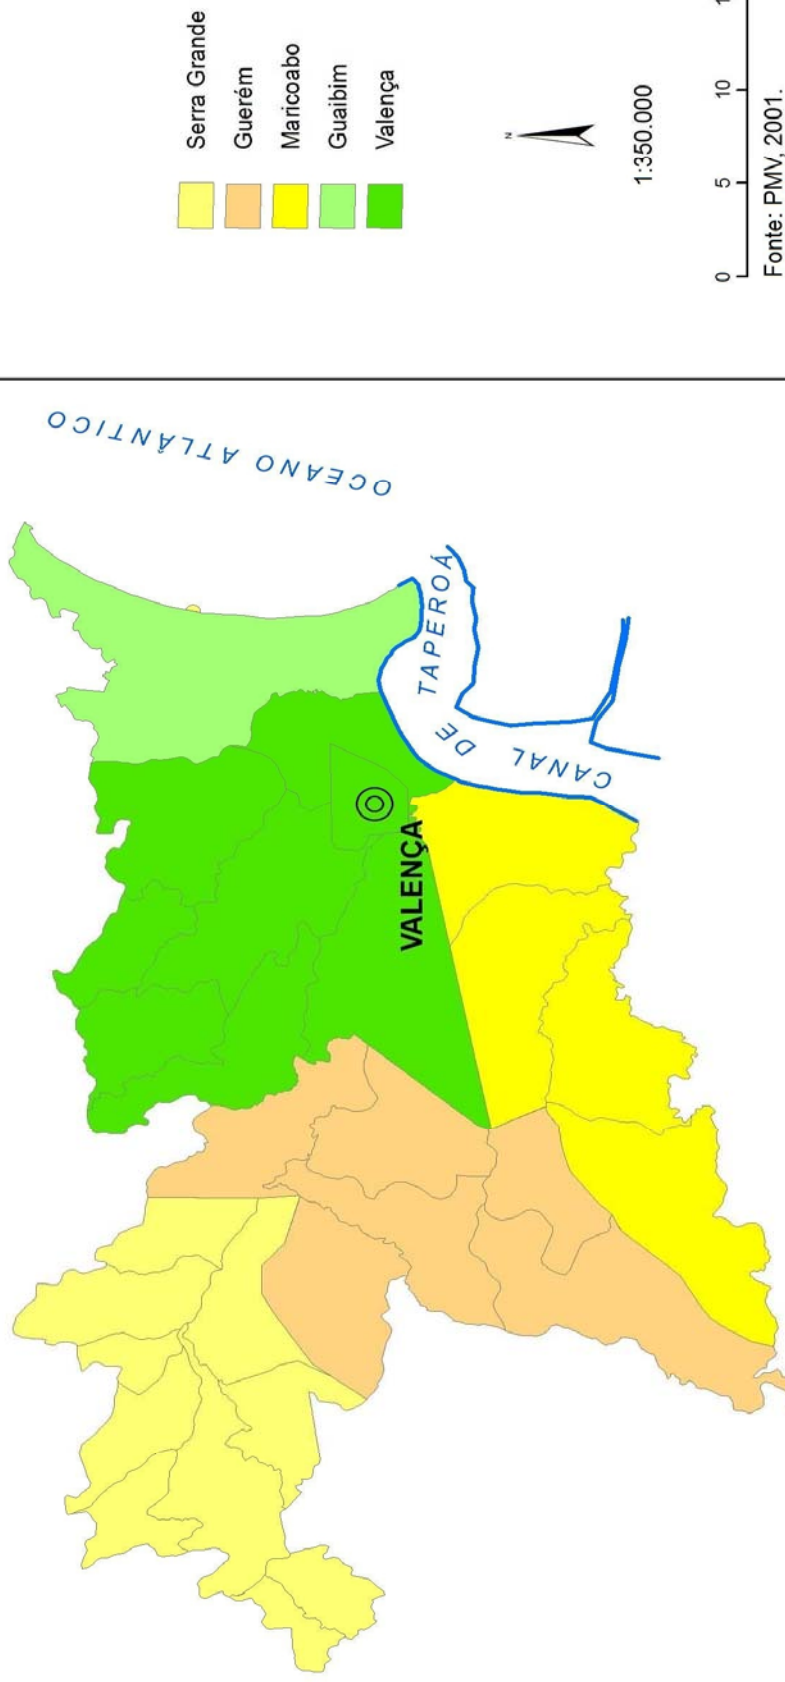 Serra Grande
Guerém
Maricoabo
Guaibim
Valença
N
1:350.000
0 5 10
Fonte: PMV, 2001.
OCEANO ATLÂNTICO
CANAL DE TAPEROÁ
VALENÇA